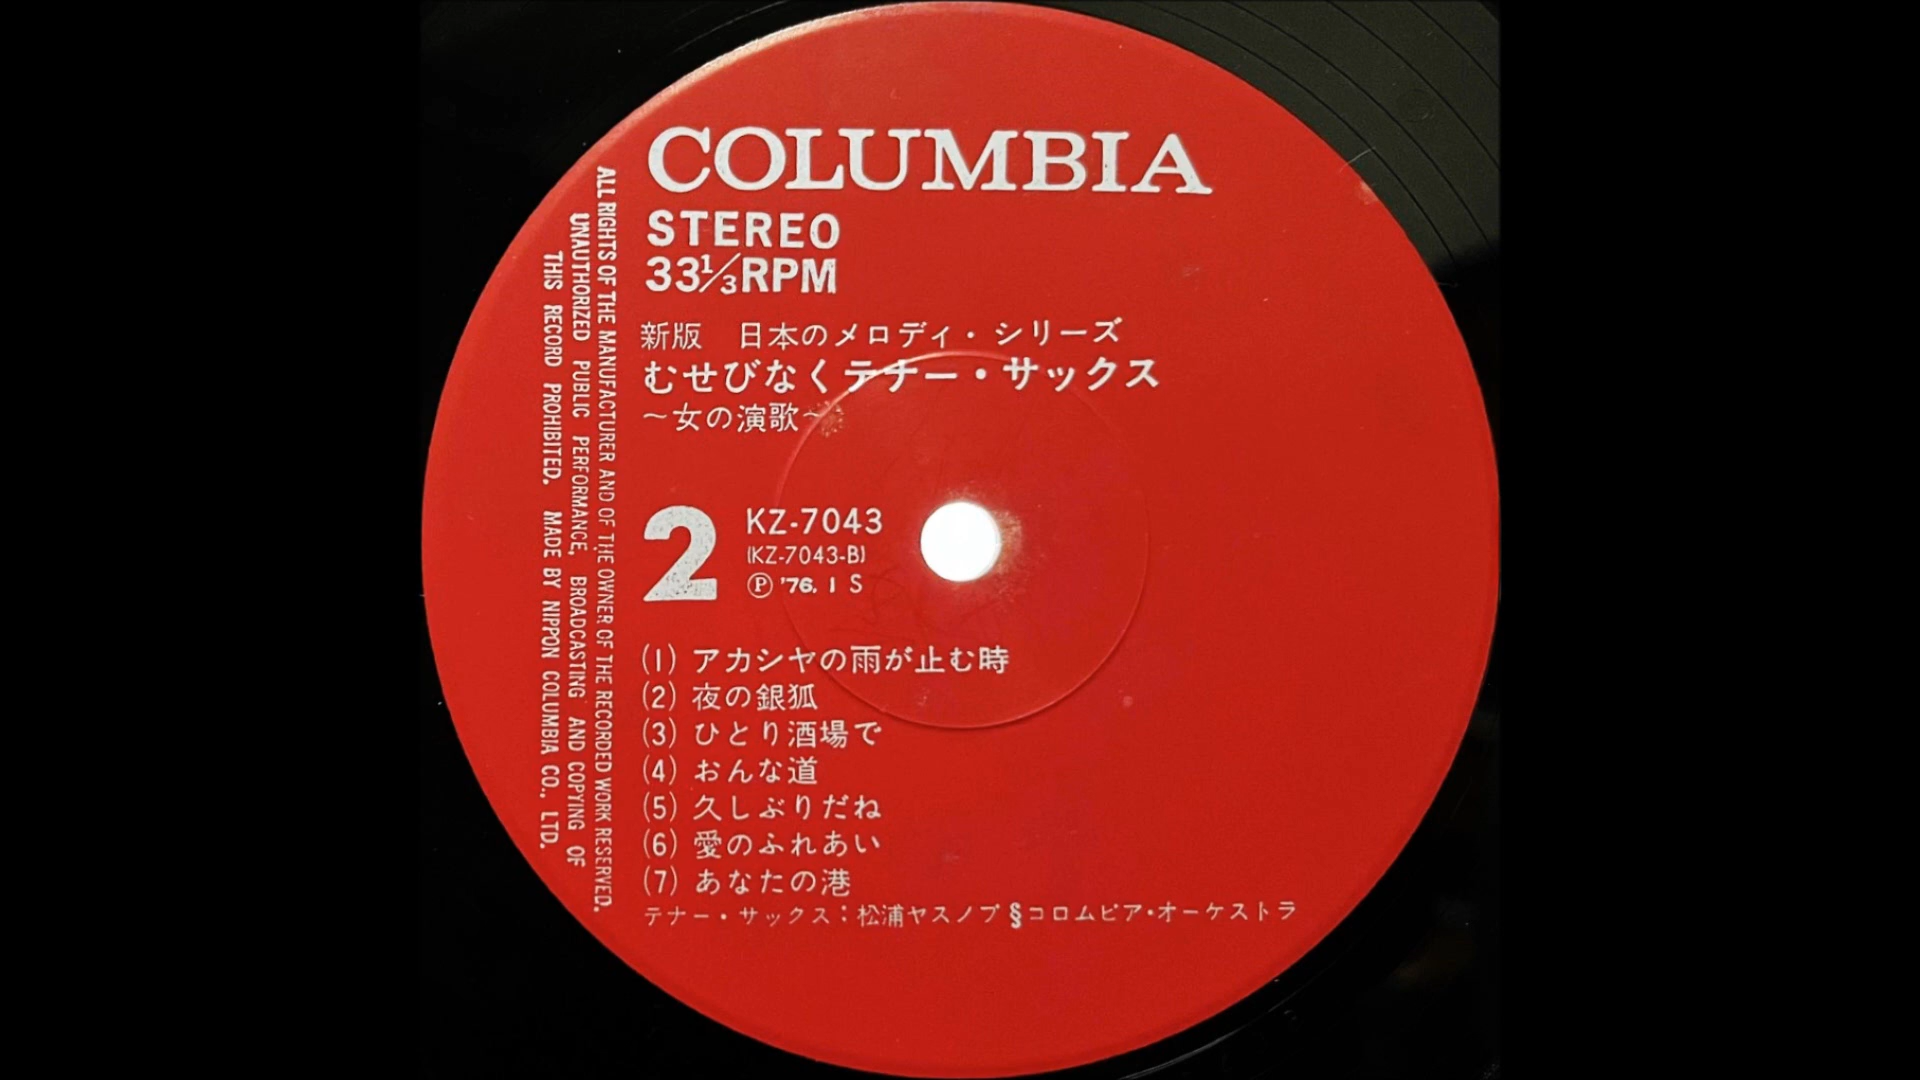 COLUMBIA
STEREO
33⅓RPM
新版 日本のメロディ・シリーズ
むせびなくテナー・サックス
～女の演歌～
2
KZ-7043
(KZ-7043-B)
Ⓟ '76.1 S
(1) アカシヤの雨が止む時
(2) 夜の銀狐
(3) ひとり酒場で
(4) おんな道
(5) 久しぶりだね
(6) 愛のふれあい
(7) あなたの港
テナー・サックス：松浦ヤスノブ §コロムビア・オーケストラ
ALL RIGHTS OF THE MANUFACTURER AND OF THE OWNER OF THE RECORDED WORK RESERVED.
UNAUTHORIZED PUBLIC PERFORMANCE, BROADCASTING AND COPYING OF
THIS RECORD PROHIBITED. MADE BY NIPPON COLUMBIA CO., LTD.